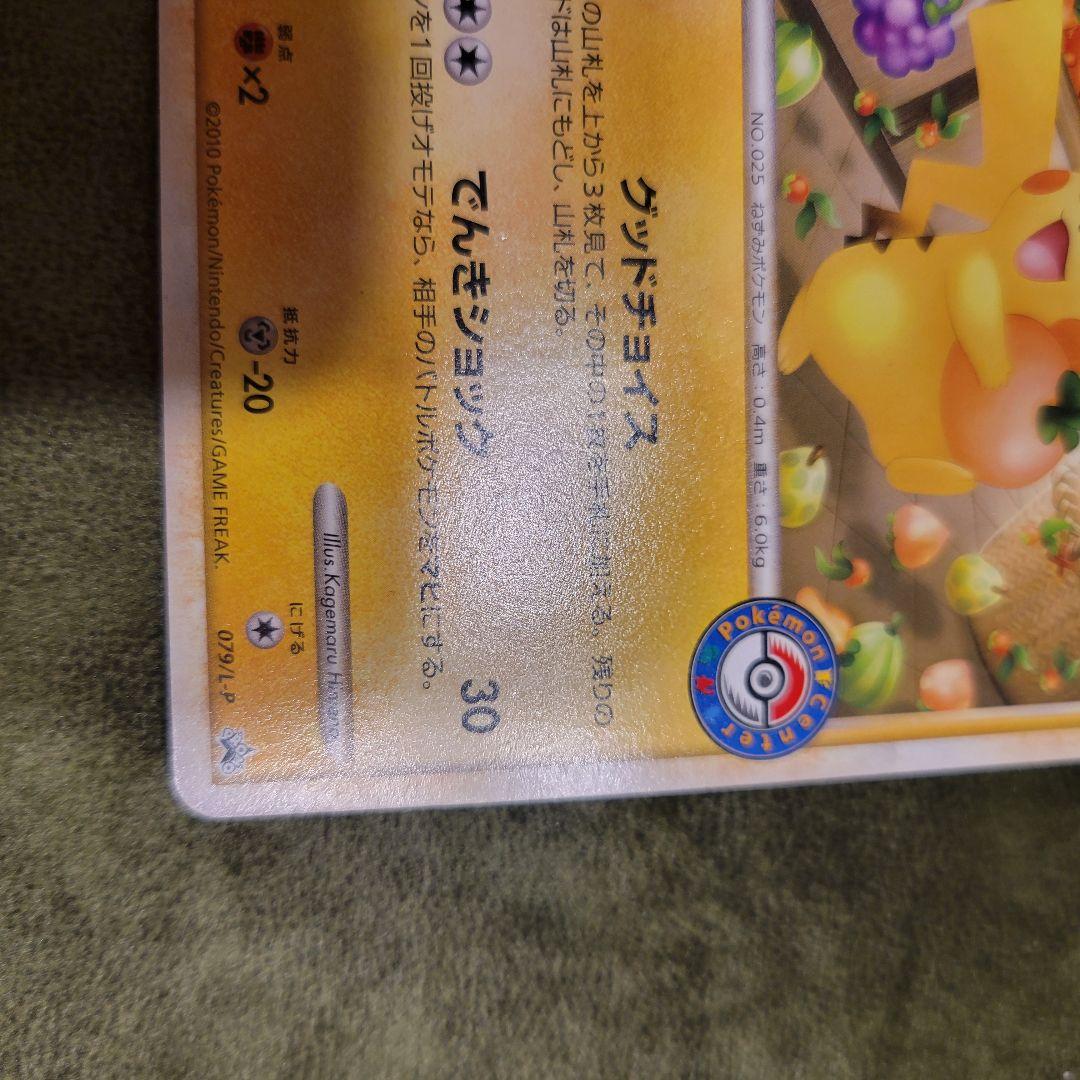 NO.025 ねずみポケモン 高さ：0.4m 重さ：6.0kg
Pokémon Center
グッドチョイス
の山札を上から3枚見て、その中の1枚を手札に加える。残りの
ドは山札にもどし、山札を切る。
でんきショック 30
ンを1回投げオモテなら、相手のバトルポケモンをマヒにする。
弱点 ×2
抵抗力 -20
にげる
Illus. Kagemaru Himeno
©2010 Pokémon/Nintendo/Creatures/GAME FREAK.
079/L-P